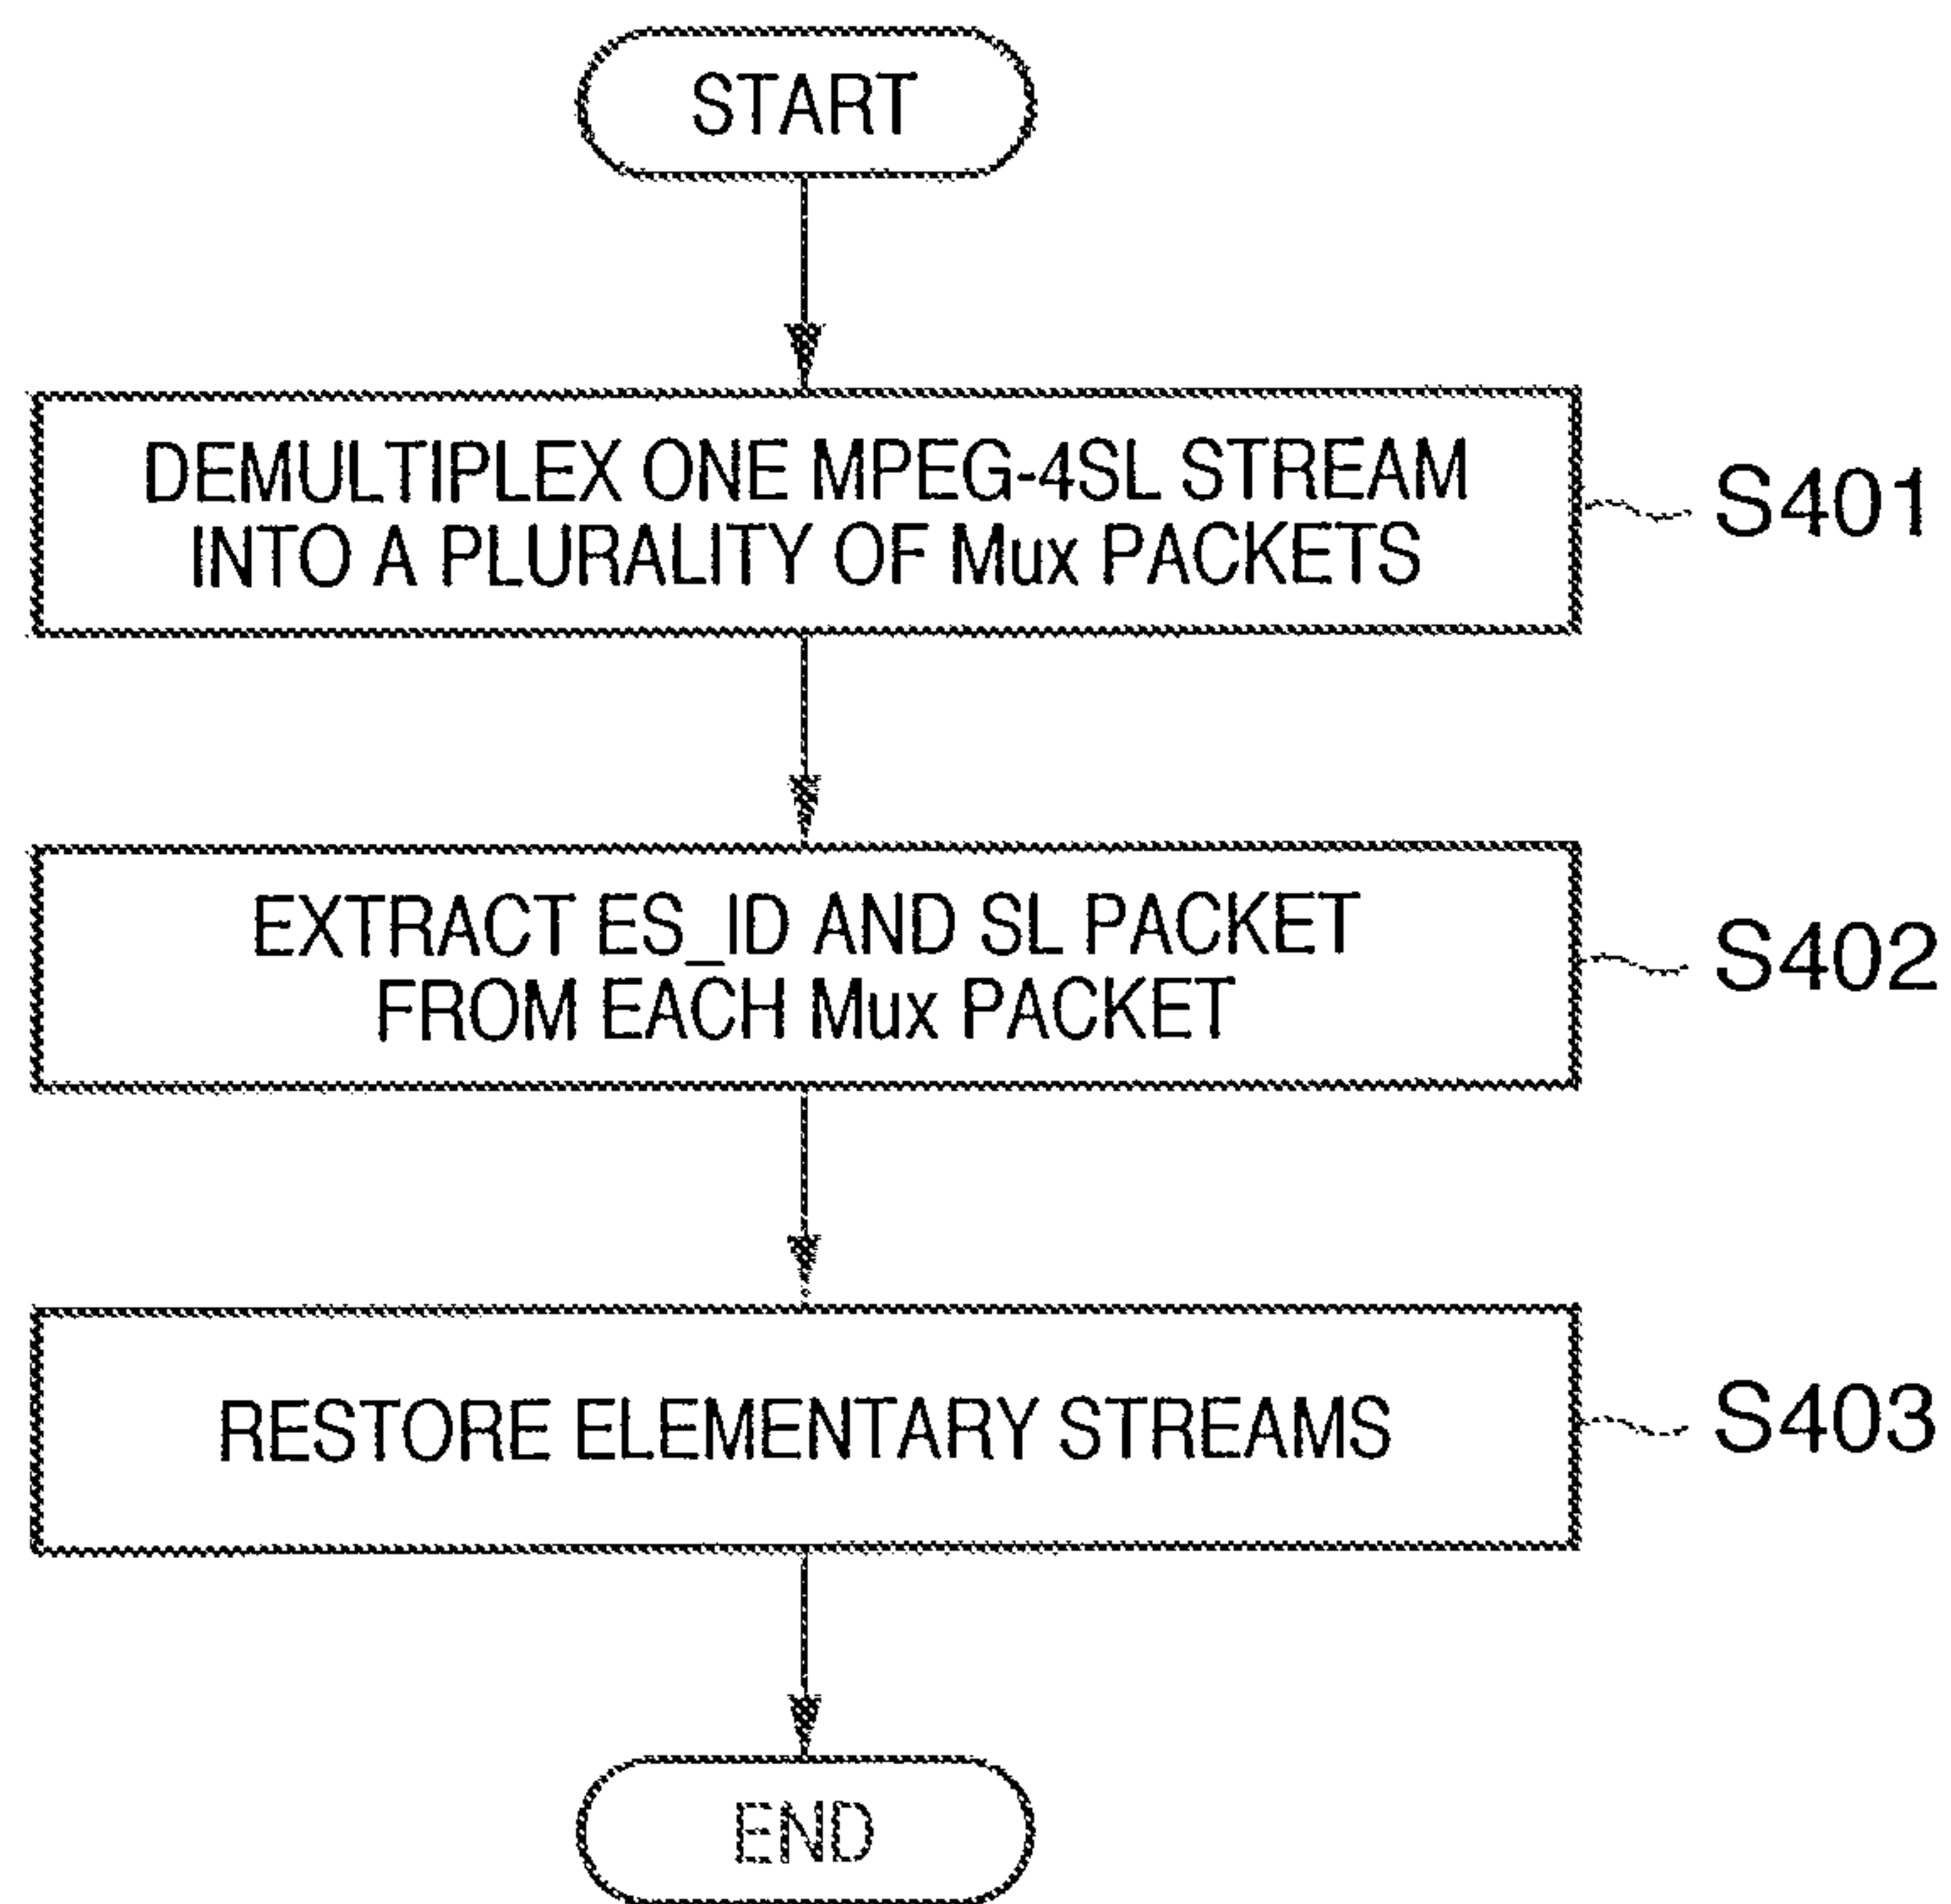 START
DEMULTIPLEX ONE MPEG-4SL STREAM
INTO A PLURALITY OF Mux PACKETS
S401
EXTRACT ES_ID AND SL PACKET
FROM EACH Mux PACKET
S402
RESTORE ELEMENTARY STREAMS
S403
END